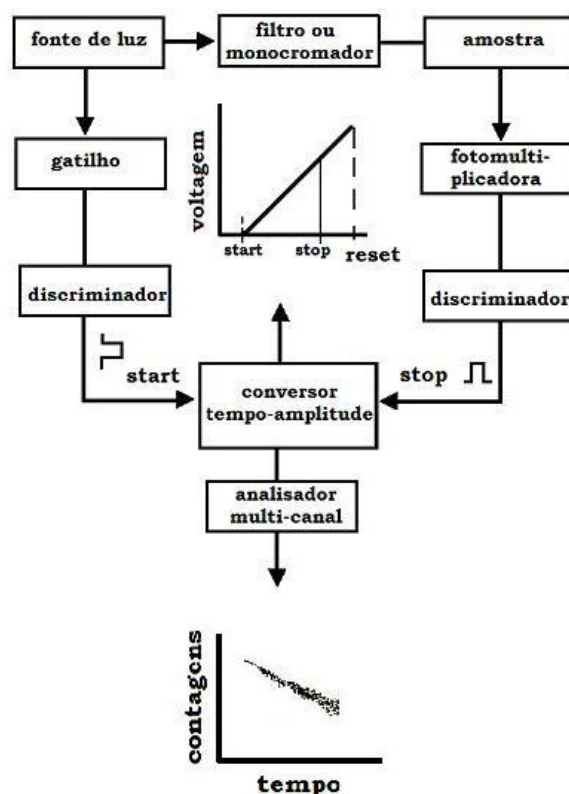 fonte de luz
filtro ou
monocromador
amostra
gatilho
voltagem
start
stop
reset
fotomulti-
plicadora
discriminador
discriminador
start
conversor
tempo-amplitude
stop
analisador
multi-canal
contagens
tempo